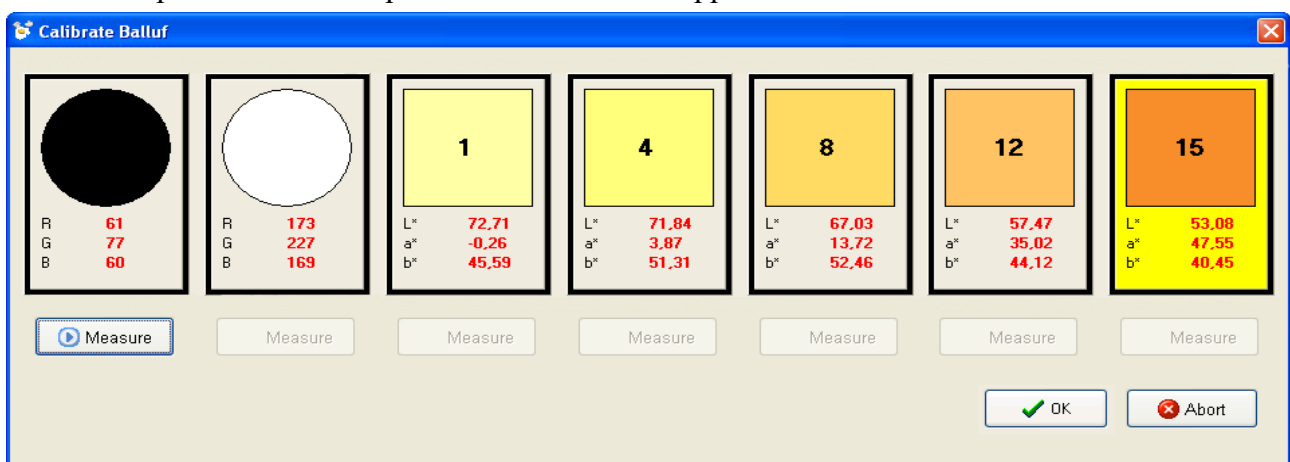 Calibrate Balluf
1 4 8 12 15
R 61 R 173 L* 72,71 L* 71,84 L* 67,03 L* 57,47 L* 53,08
G 77 G 227 a* -0,26 a* 3,87 a* 13,72 a* 35,02 a* 47,55
B 60 B 169 b* 45,59 b* 51,31 b* 52,46 b* 44,12 b* 40,45
Measure Measure Measure Measure Measure Measure Measure
OK Abort